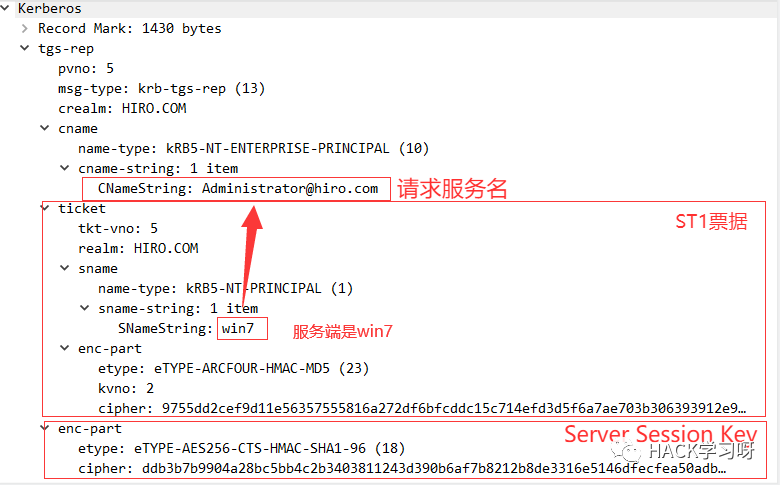 Kerberos
Record Mark: 1430 bytes
tgs-rep
pvno: 5
msg-type: krb-tgs-rep (13)
crealm: HIRO.COM
cname
name-type: kRB5-NT-ENTERPRISE-PRINCIPAL (10)
cname-string: 1 item
CNameString: Administrator@hiro.com 请求服务名
ticket
ST1票据
tkt-vno: 5
realm: HIRO.COM
sname
name-type: kRB5-NT-PRINCIPAL (1)
sname-string: 1 item
SNameString: win7 服务端是win7
enc-part
etype: eTYPE-ARCFOUR-HMAC-MD5 (23)
kvno: 2
cipher: 9755dd2cef9d11e56357555816a272df6bfcddc15c714efd3d5f6a7ae703b306393912e9…
enc-part
Server Session Key
etype: eTYPE-AES256-CTS-HMAC-SHA1-96 (18)
HACK学习呀
cipher: ddb3b7b9904a28bc5bb4c2b3403811243d390b6af7b8212b8de3316e5146dfecfea50adb…